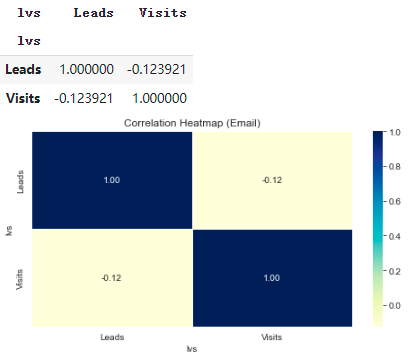 lvs Leads Visits
lvs
Leads 1.000000 -0.123921
Visits -0.123921 1.000000
Correlation Heatmap (Email)
1.0
Leads 1.00 -0.12
0.8
0.6
lvs
0.4
Visits -0.12 1.00
0.2
0.0
Leads Visits
lvs